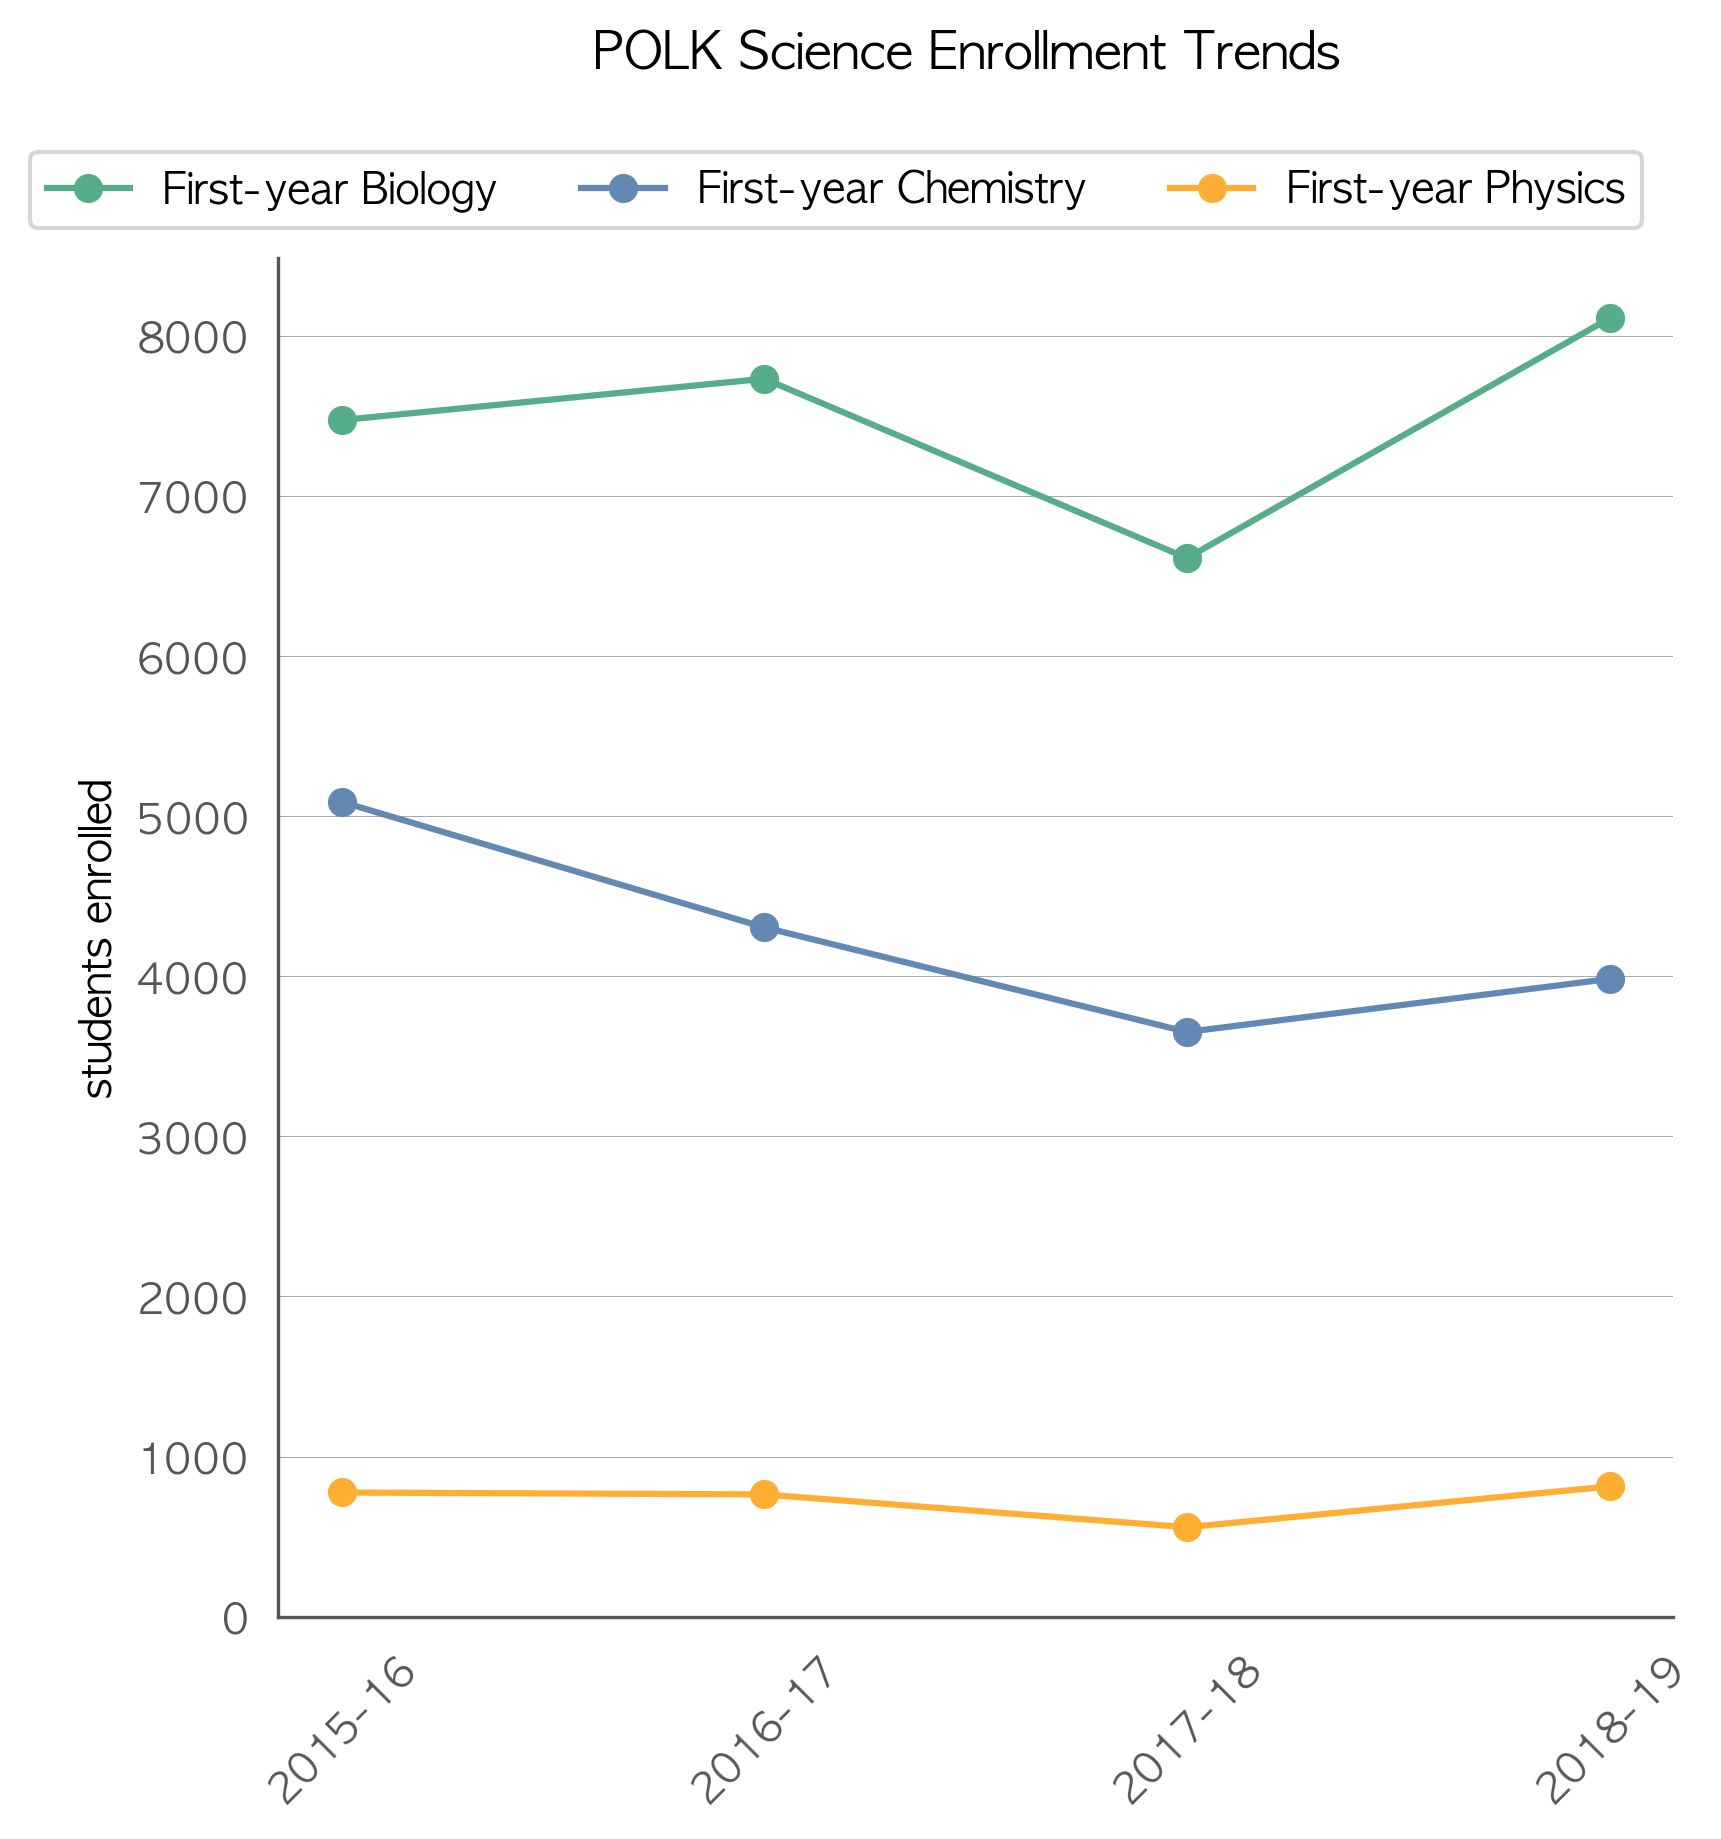 POLK Science Enrollment Trends
First-year Biology
First-year Chemistry
First-year Physics
8000
7000
6000
5000
4000
3000
2000
1000
0
students enrolled
2015-16
2016-17
2017-18
2018-19